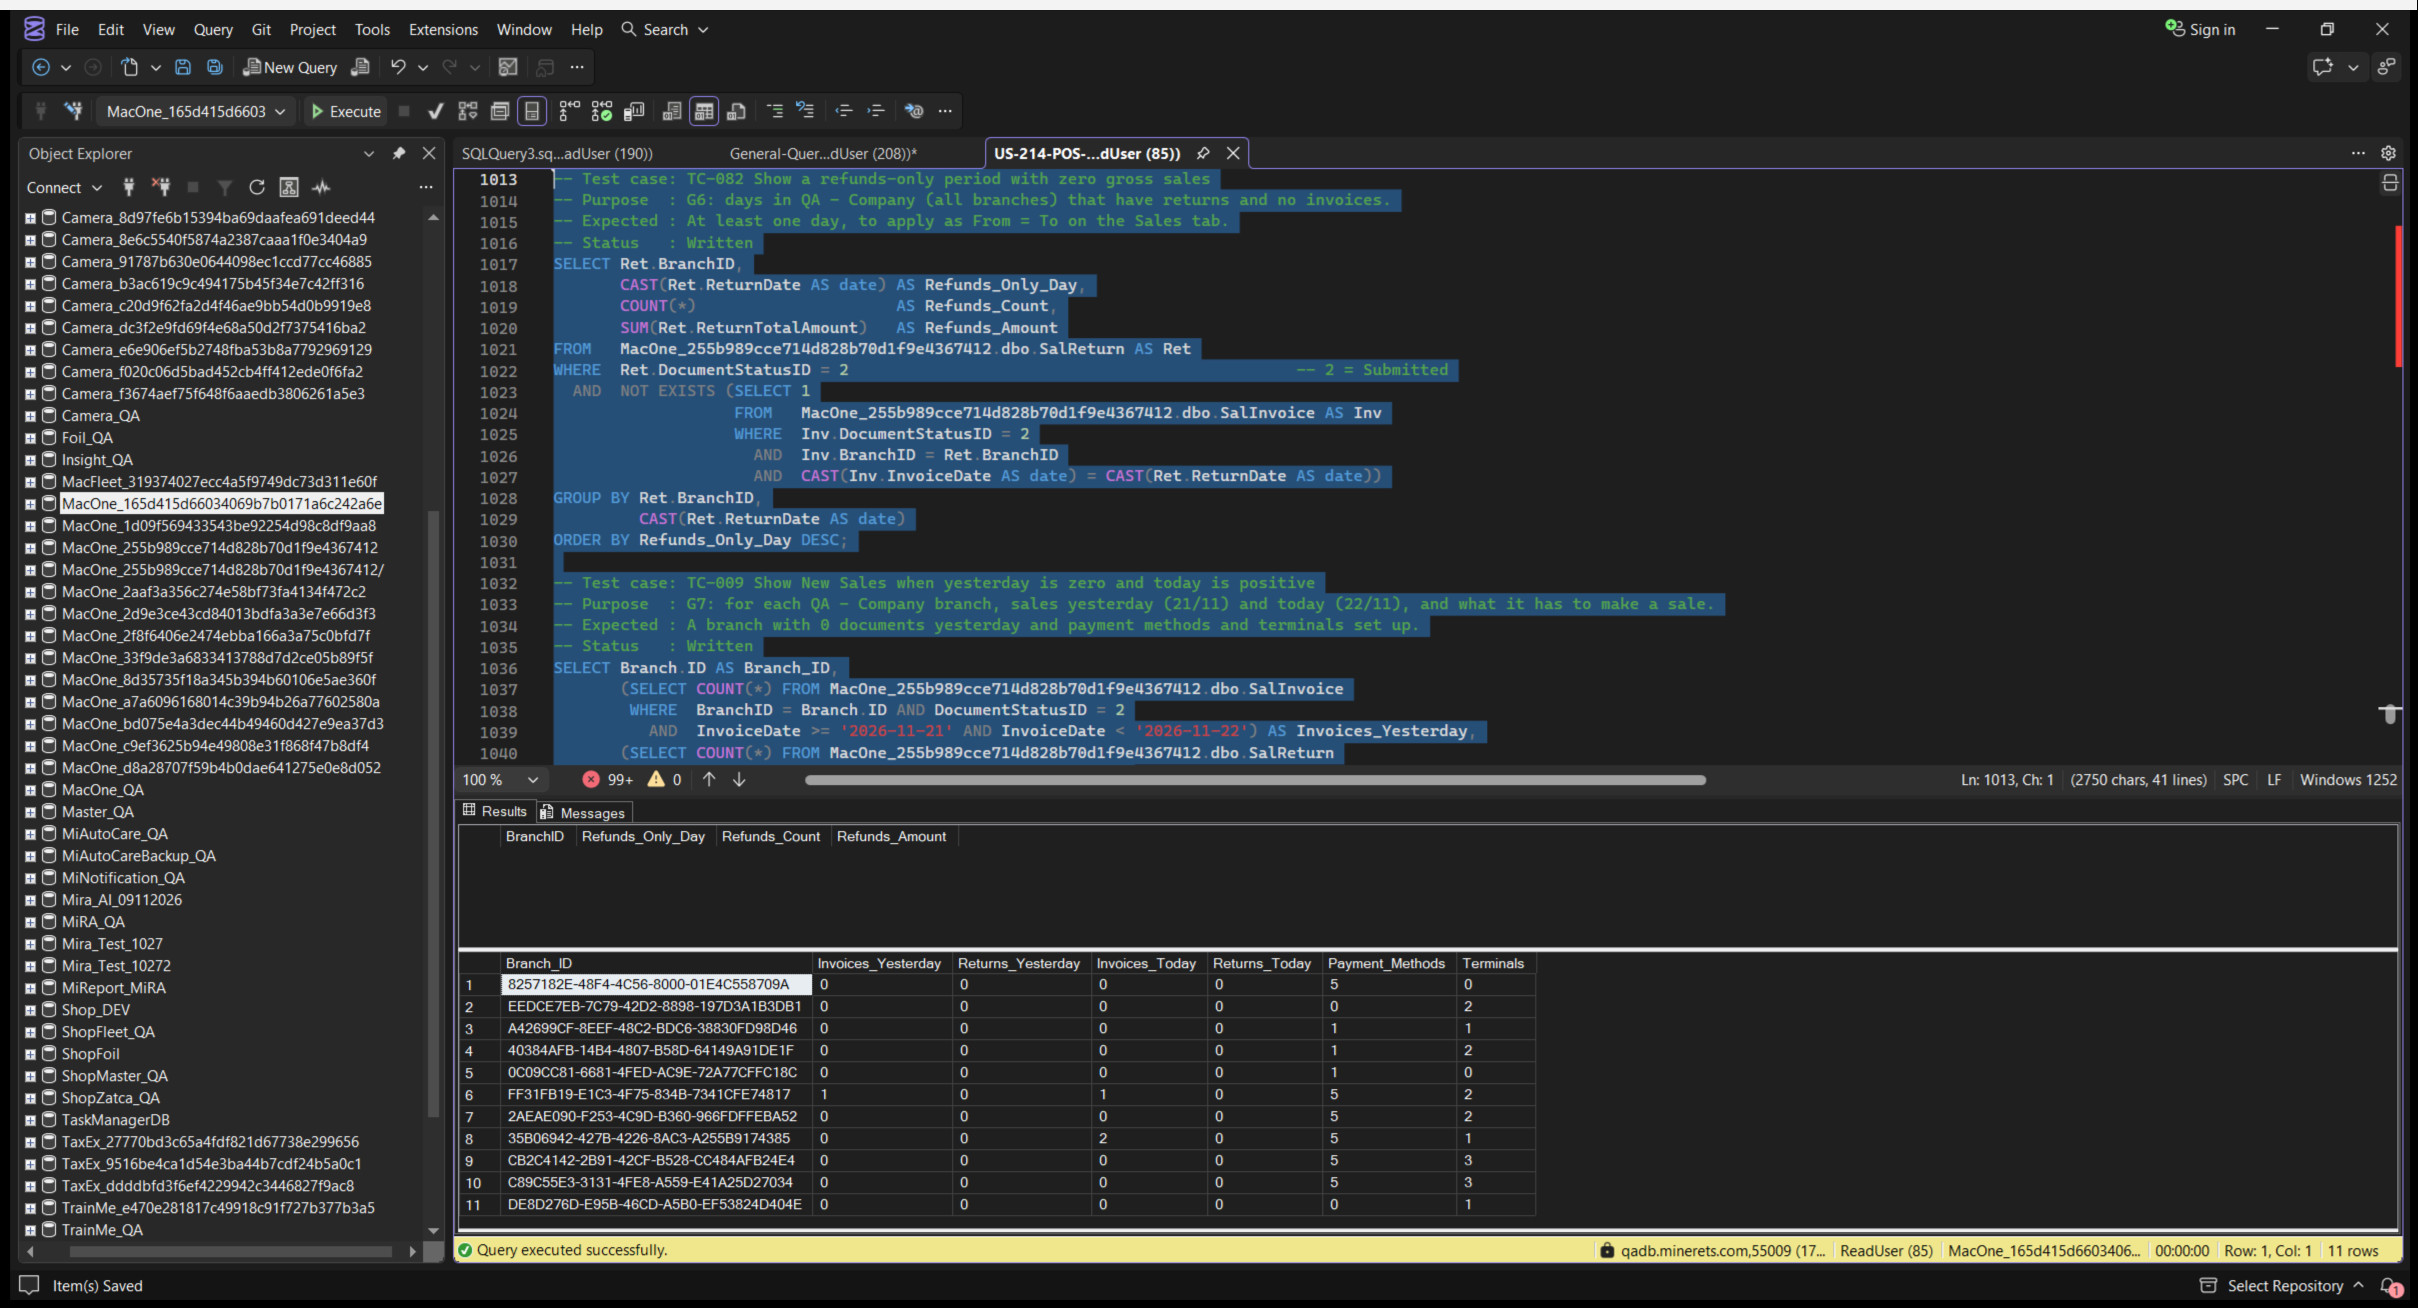 File Edit View Query Git Project Tools Extensions Window Help Search Sign in
New Query
MacOne_165d415d6603 Execute
Object Explorer
Connect
Camera_8d97fe6b15394ba69daafea691deed44
Camera_8e6c5540f5874a2387caaa1f0e3404a9
Camera_91787b630e0644098ec1ccd77cc46885
Camera_b3ac619c9c494175b45f34e7c42ff316
Camera_c20d9f62fa2d4f46ae9bb54d0b9919e8
Camera_dc3f2e9fd69f4e68a50d2f7375416ba2
Camera_e6e906ef5b2748fba53b8a7792969129
Camera_f020c06d5bad452cb4ff412ede0f6fa2
Camera_f3674aef75f648f6aaedb3806261a5e3
Camera_QA
Foil_QA
Insight_QA
MacFleet_319374027ecc4a5f9749dc73d311e60f
MacOne_165d415d66034069b7b0171a6c242a6e
MacOne_1d09f569433543be92254d98c8df9aa8
MacOne_255b989cce714d828b70d1f9e4367412
MacOne_255b989cce714d828b70d1f9e4367412/
MacOne_2aaf3a356c274e58bf73fa4134f472c2
MacOne_2d9e3ce43cd84013bdfa3a3e7e66d3f3
MacOne_2f8f6406e2474ebba166a3a75c0bfd7f
MacOne_33f9de3a6833413788d7d2ce05b89f5f
MacOne_8d35735f18a345b394b60106e5ae360f
MacOne_a7a6096168014c39b94b26a77602580a
MacOne_bd075e4a3dec44b49460d427e9ea37d3
MacOne_c9ef3625b94e49808e31f868f47b8df4
MacOne_d8a28707f59b4b0dae641275e0e8d052
MacOne_QA
Master_QA
MiAutoCare_QA
MiAutoCareBackup_QA
MiNotification_QA
Mira_AI_09112026
MiRA_QA
Mira_Test_1027
Mira_Test_10272
MiReport_MiRA
Shop_DEV
ShopFleet_QA
ShopFoil
ShopMaster_QA
ShopZatca_QA
TaskManagerDB
TaxEx_27770bd3c65a4fdf821d67738e299656
TaxEx_9516be4ca1d54e3ba44b7cdf24b5a0c1
TaxEx_ddddbfd3f6ef4229942c3446827f9ac8
TrainMe_e470e281817c49918c91f727b377b3a5
TrainMe_QA
SQLQuery3.sq...adUser (190)) General-Quer...dUser (208))* US-214-POS-...dUser (85))
1013 -- Test case: TC-082 Show a refunds-only period with zero gross sales
1014 -- Purpose  : G6: days in QA - Company (all branches) that have returns and no invoices.
1015 -- Expected : At least one day, to apply as From = To on the Sales tab.
1016 -- Status   : Written
1017 SELECT Ret.BranchID,
1018 CAST(Ret.ReturnDate AS date) AS Refunds_Only_Day,
1019 COUNT(*) AS Refunds_Count,
1020 SUM(Ret.ReturnTotalAmount) AS Refunds_Amount
1021 FROM MacOne_255b989cce714d828b70d1f9e4367412.dbo.SalReturn AS Ret
1022 WHERE Ret.DocumentStatusID = 2 -- 2 = Submitted
1023 AND NOT EXISTS (SELECT 1
1024 FROM MacOne_255b989cce714d828b70d1f9e4367412.dbo.SalInvoice AS Inv
1025 WHERE Inv.DocumentStatusID = 2
1026 AND Inv.BranchID = Ret.BranchID
1027 AND CAST(Inv.InvoiceDate AS date) = CAST(Ret.ReturnDate AS date))
1028 GROUP BY Ret.BranchID,
1029 CAST(Ret.ReturnDate AS date)
1030 ORDER BY Refunds_Only_Day DESC;
1031
1032 -- Test case: TC-009 Show New Sales when yesterday is zero and today is positive
1033 -- Purpose  : G7: for each QA - Company branch, sales yesterday (21/11) and today (22/11), and what it has to make a sale.
1034 -- Expected : A branch with 0 documents yesterday and payment methods and terminals set up.
1035 -- Status   : Written
1036 SELECT Branch.ID AS Branch_ID,
1037 (SELECT COUNT(*) FROM MacOne_255b989cce714d828b70d1f9e4367412.dbo.SalInvoice
1038 WHERE BranchID = Branch.ID AND DocumentStatusID = 2
1039 AND InvoiceDate >= '2026-11-21' AND InvoiceDate < '2026-11-22') AS Invoices_Yesterday,
1040 (SELECT COUNT(*) FROM MacOne_255b989cce714d828b70d1f9e4367412.dbo.SalReturn
100 % 99+ 0 Ln: 1013, Ch: 1 (2750 chars, 41 lines) SPC LF Windows 1252
Results Messages
BranchID Refunds_Only_Day Refunds_Count Refunds_Amount
Branch_ID Invoices_Yesterday Returns_Yesterday Invoices_Today Returns_Today Payment_Methods Terminals
1 8257182E-48F4-4C56-8000-01E4C558709A 0 0 0 0 5 0
2 EEDCE7EB-7C79-42D2-8898-197D3A1B3DB1 0 0 0 0 0 2
3 A42699CF-8EEF-48C2-BDC6-38830FD98D46 0 0 0 0 1 1
4 40384AFB-14B4-4807-B58D-64149A91DE1F 0 0 0 0 1 2
5 0C09CC81-6681-4FED-AC9E-72A77CFFC18C 0 0 0 0 1 0
6 FF31FB19-E1C3-4F75-834B-7341CFE74817 1 0 1 0 5 2
7 2AEAE090-F253-4C9D-B360-966FDFFEBA52 0 0 0 0 5 2
8 35B06942-427B-4226-8AC3-A255B9174385 0 0 2 0 5 1
9 CB2C4142-2B91-42CF-B528-CC484AFB24E4 0 0 0 0 5 3
10 C89C55E3-3131-4FE8-A559-E41A25D27034 0 0 0 0 5 3
11 DE8D276D-E95B-46CD-A5B0-EF53824D404E 0 0 0 0 0 1
Query executed successfully. qadb.minerets.com,55009 (17... ReadUser (85) MacOne_165d415d6603406... 00:00:00 Row: 1, Col: 1 11 rows
Item(s) Saved Select Repository 1